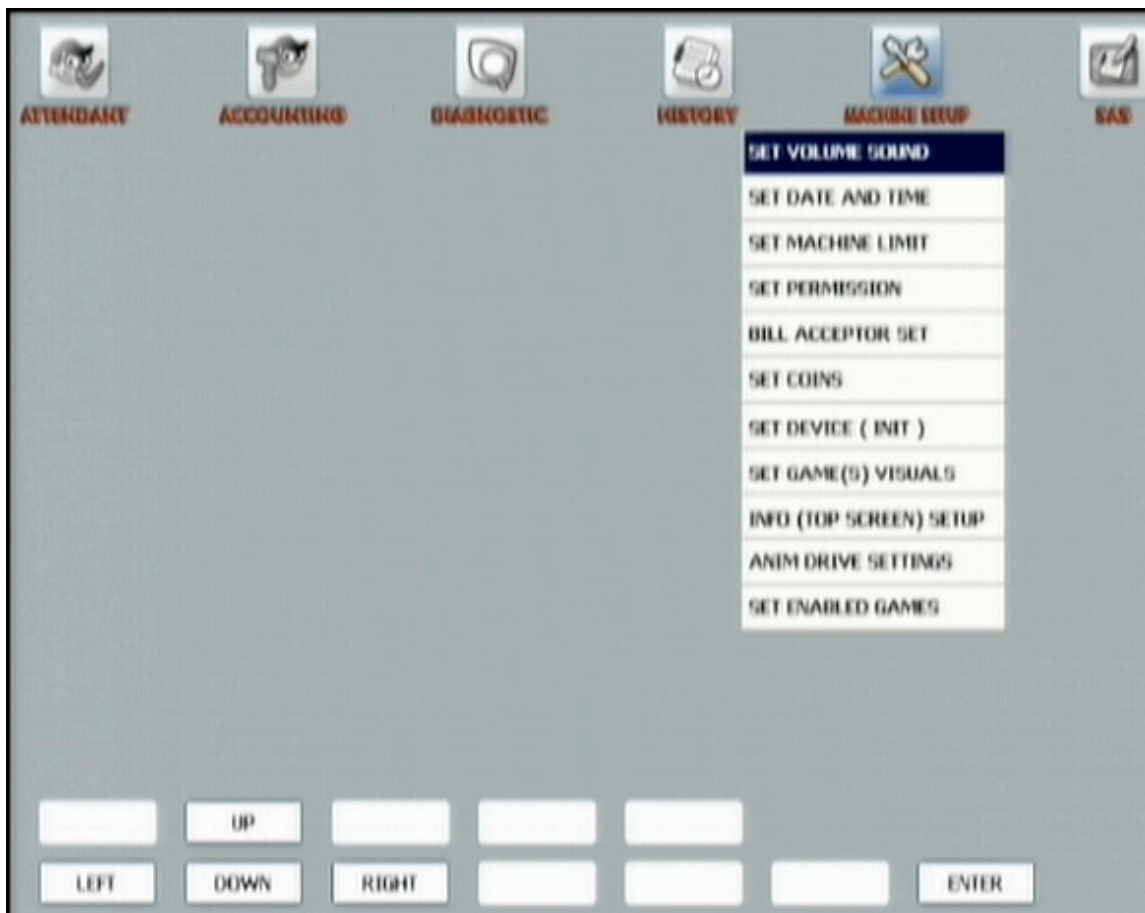 ATTENDANT
ACCOUNTING
DIAGNOSTIC
HISTORY
MACHINE SETUP
SAS
SET VOLUME SOUND
SET DATE AND TIME
SET MACHINE LIMIT
SET PERMISSION
BILL ACCEPTOR SET
SET COINS
SET DEVICE ( INIT )
SET GAME(S) VISUALS
INFO (TOP SCREEN) SETUP
ANIM DRIVE SETTINGS
SET ENABLED GAMES
UP
LEFT
DOWN
RIGHT
ENTER